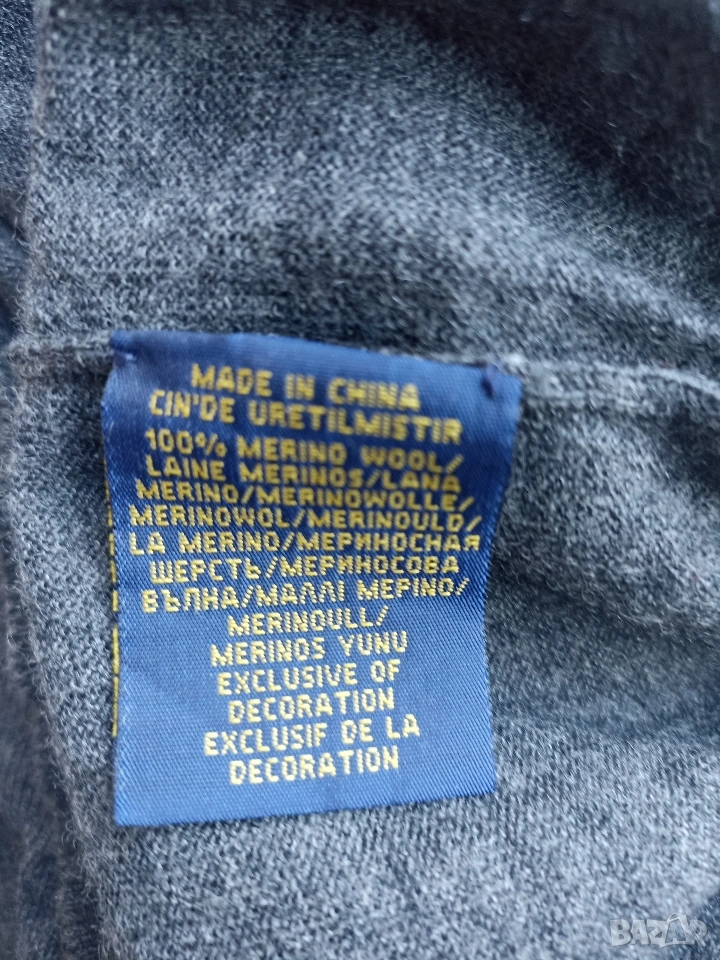 MADE IN CHINA
CIN'DE URETILMISTIR
100% MERINO WOOL/
LAINE MERINOS/LANA
MERINO/MERINOWOLLE/
MERINOWOL/MERINOULD/
LA MERINO/МЕРИНОСНАЯ
ШЕРСТЬ/МЕРИНОСОВА
ВЪЛНА/ΜΑΛΛΙ ΜΕΡΙΝΟ/
MERINOULL/
MERINOS YUNU
EXCLUSIVE OF
DECORATION
EXCLUSIF DE LA
DECORATION
BAZAR